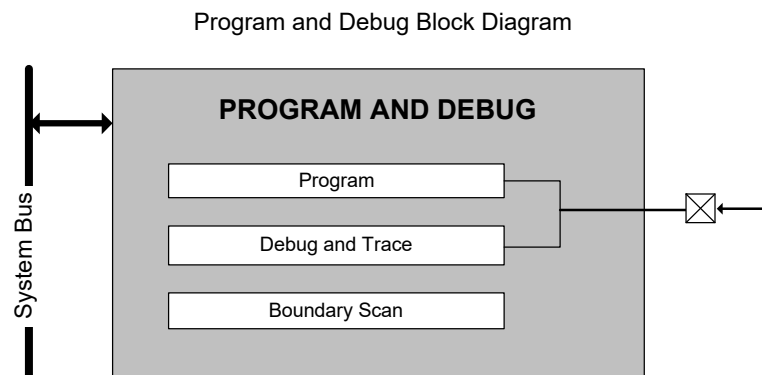 Program and Debug Block Diagram
PROGRAM AND DEBUG
Program
Debug and Trace
Boundary Scan
System Bus